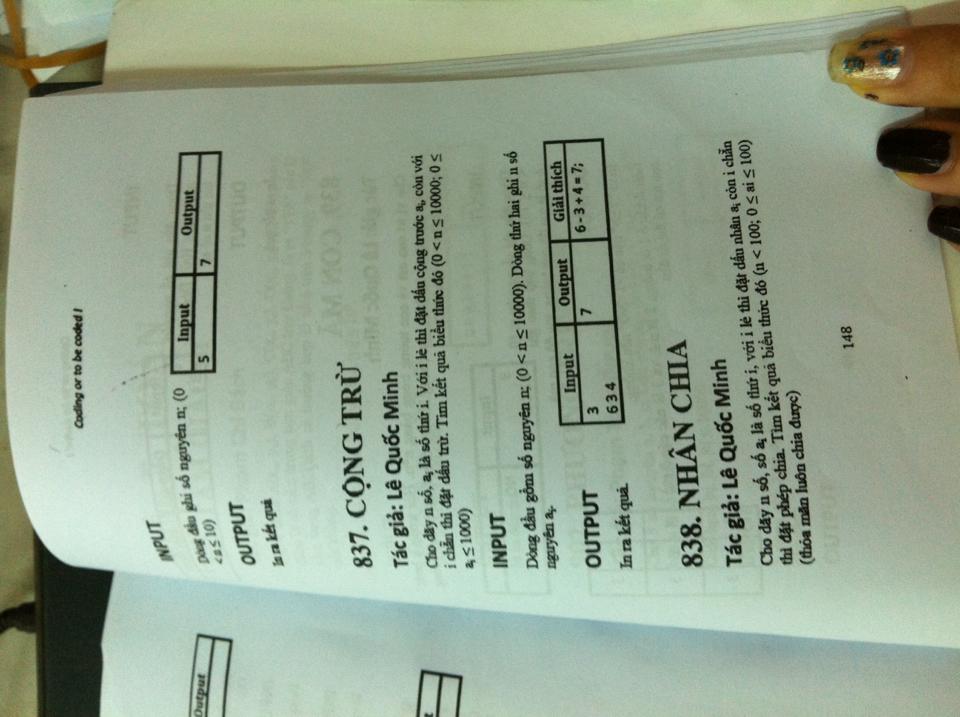 Coding or to be coded !
Output
INPUT
Dòng đầu ghi số nguyên n; (0
< n ≤ 10)
Input Output
5 7
OUTPUT
In ra kết quả
837. CỘNG TRỪ
Tác giả: Lê Quốc Minh
Cho dãy n số, aᵢ là số thứ i. Với i lẻ thì đặt dấu cộng trước aᵢ, còn với
i chẵn thì đặt dấu trừ. Tìm kết quả biểu thức đó (0 < n ≤ 10000; 0 ≤
aᵢ ≤ 1000)
INPUT
Dòng đầu gồm số nguyên n; (0 < n ≤ 10000). Dòng thứ hai ghi n số
nguyên aᵢ.
Input Output Giải thích
3 7 6 - 3 + 4 = 7;
6 3 4
OUTPUT
In ra kết quả.
838. NHÂN CHIA
Tác giả: Lê Quốc Minh
Cho dãy n số, số aᵢ là số thứ i, với i lẻ thì đặt dấu nhân aᵢ còn i chẵn
thì đặt phép chia. Tìm kết quả biểu thức đó (n < 100; 0 ≤ ai ≤ 100)
(thỏa mãn luôn chia được)
148